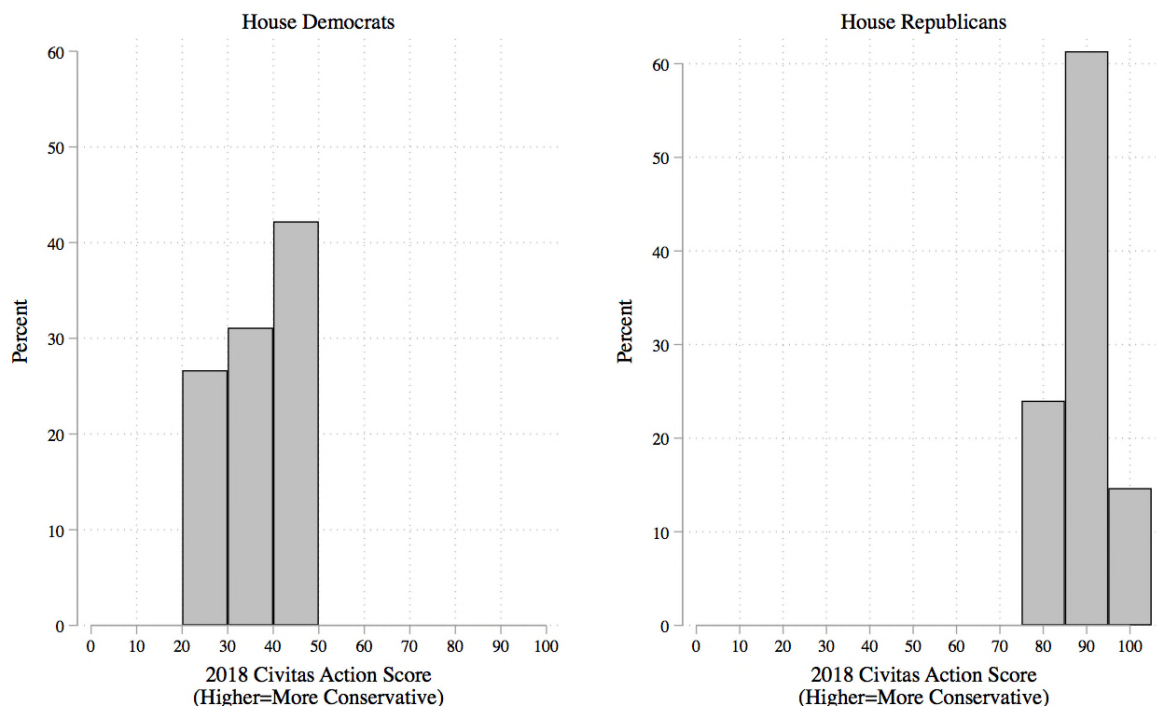 House Democrats
60
50
40
30
20
10
0
Percent
0 10 20 30 40 50 60 70 80 90 100
2018 Civitas Action Score
(Higher=More Conservative)
House Republicans
60
50
40
30
20
10
0
Percent
0 10 20 30 40 50 60 70 80 90 100
2018 Civitas Action Score
(Higher=More Conservative)